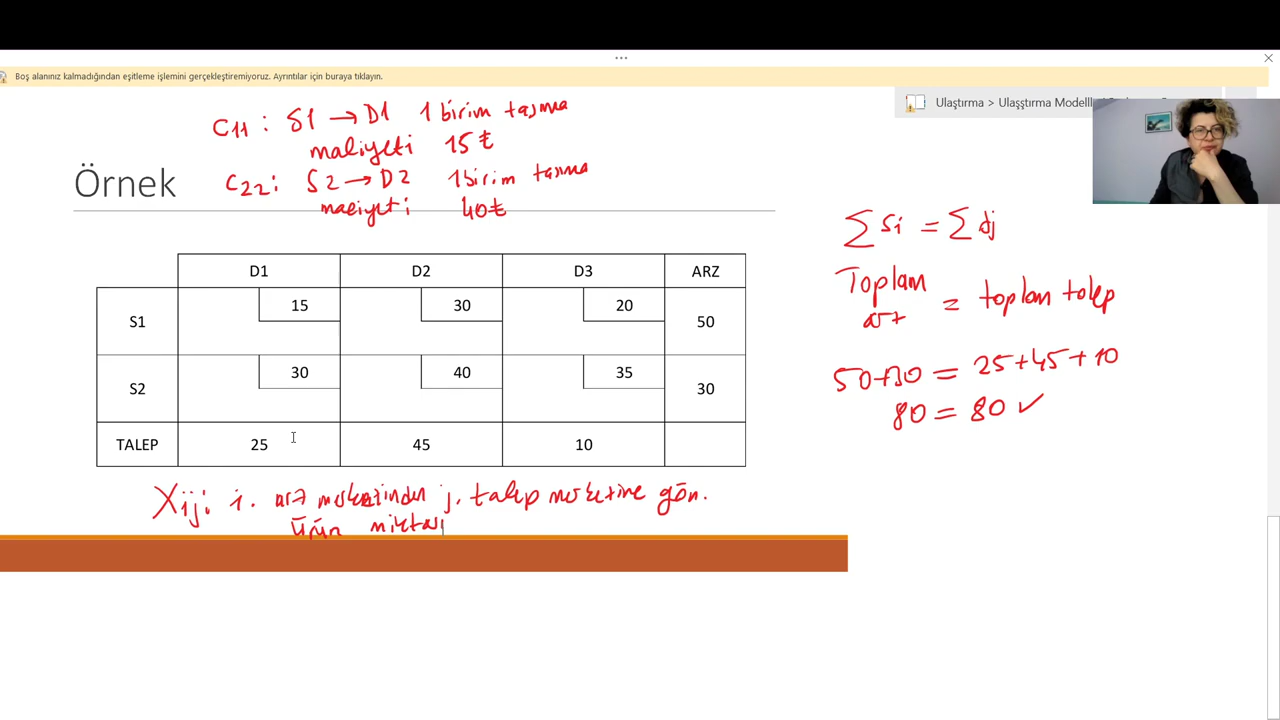 Boş alanınız kalmadığından eşitleme işlemini gerçekleştiremiyoruz. Ayrıntılar için buraya tıklayın.
Ulaştırma > Ulaşştırma Modelll
C11 : S1 → D1 1 birim taşıma
maliyeti 15 ₺
Örnek
C22 : S2 → D2 1 birim taşıma
maliyeti 40 ₺
D1 D2 D3 ARZ
S1 15 30 20 50
S2 30 40 35 30
TALEP 25 45 10
Xij : i. arz merkezinden j. talep merkezine gön.
ürün miktarı
∑ Si = ∑ dj
Toplam arz = toplam talep
50+30 = 25+45+10
80 = 80 ✓